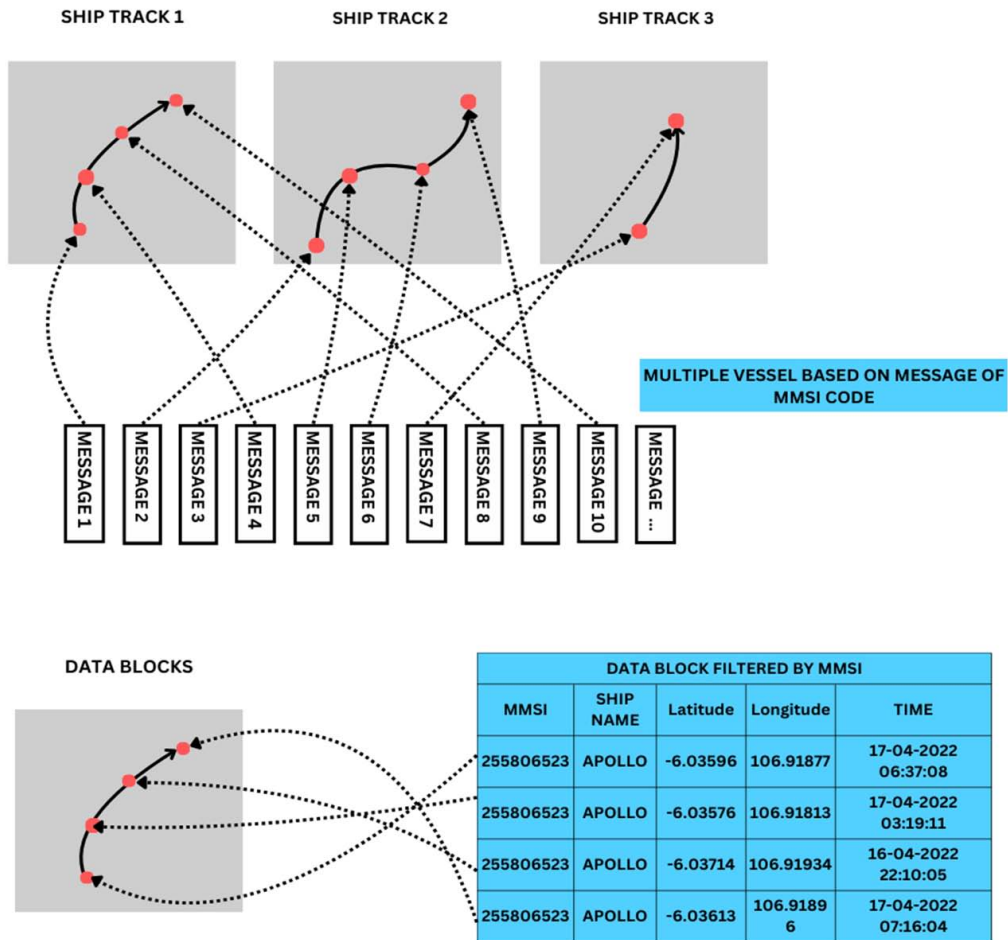 SHIP TRACK 1
SHIP TRACK 2
SHIP TRACK 3
MULTIPLE VESSEL BASED ON MESSAGE OF
MMSI CODE
MESSAGE 1
MESSAGE 2
MESSAGE 3
MESSAGE 4
MESSAGE 5
MESSAGE 6
MESSAGE 7
MESSAGE 8
MESSAGE 9
MESSAGE 10
MESSAGE ...
DATA BLOCKS
DATA BLOCK FILTERED BY MMSI
MMSI
SHIP
NAME
Latitude
Longitude
TIME
255806523
APOLLO
-6.03596
106.91877
17-04-2022
06:37:08
255806523
APOLLO
-6.03576
106.91813
17-04-2022
03:19:11
255806523
APOLLO
-6.03714
106.91934
16-04-2022
22:10:05
255806523
APOLLO
-6.03613
106.9189
6
17-04-2022
07:16:04